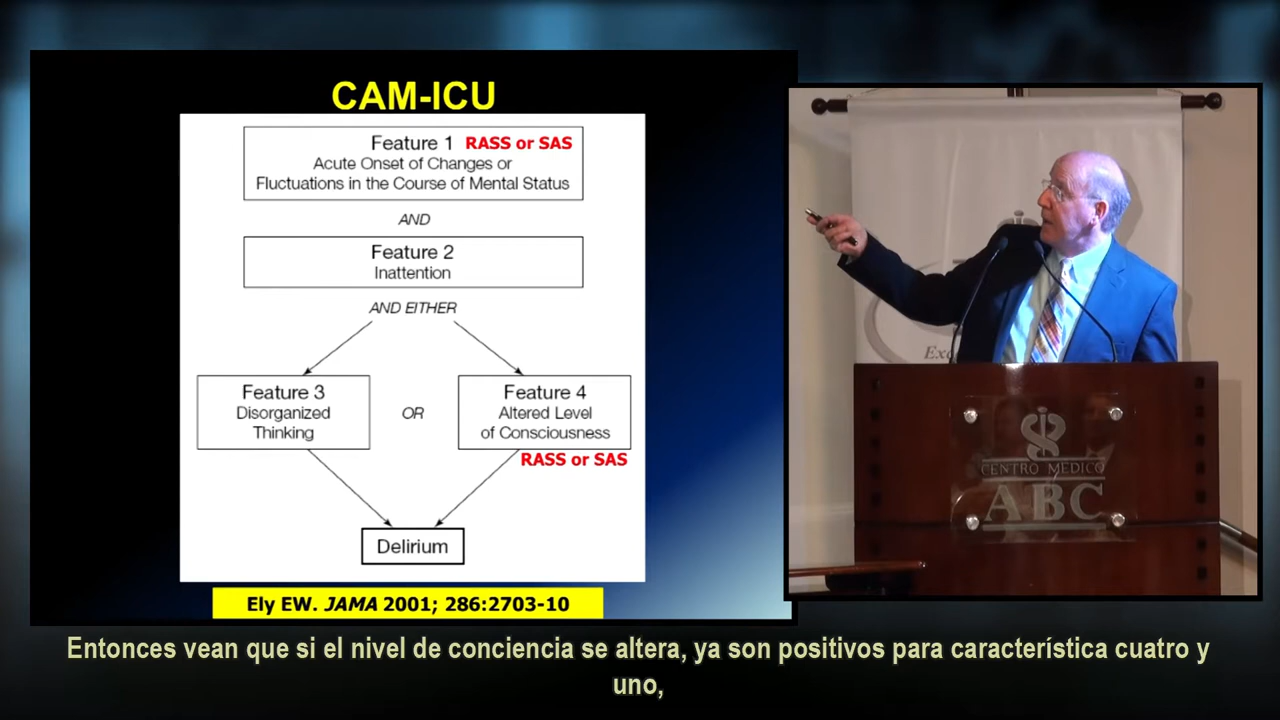 CAM-ICU
Feature 1 RASS or SAS
Acute Onset of Changes or
Fluctuations in the Course of Mental Status
AND
Feature 2
Inattention
AND EITHER
Feature 3
Disorganized
Thinking
OR
Feature 4
Altered Level
of Consciousness
RASS or SAS
Delirium
Ely EW. JAMA 2001; 286:2703-10
CENTRO MEDICO
ABC
Entonces vean que si el nivel de conciencia se altera, ya son positivos para característica cuatro y
uno,